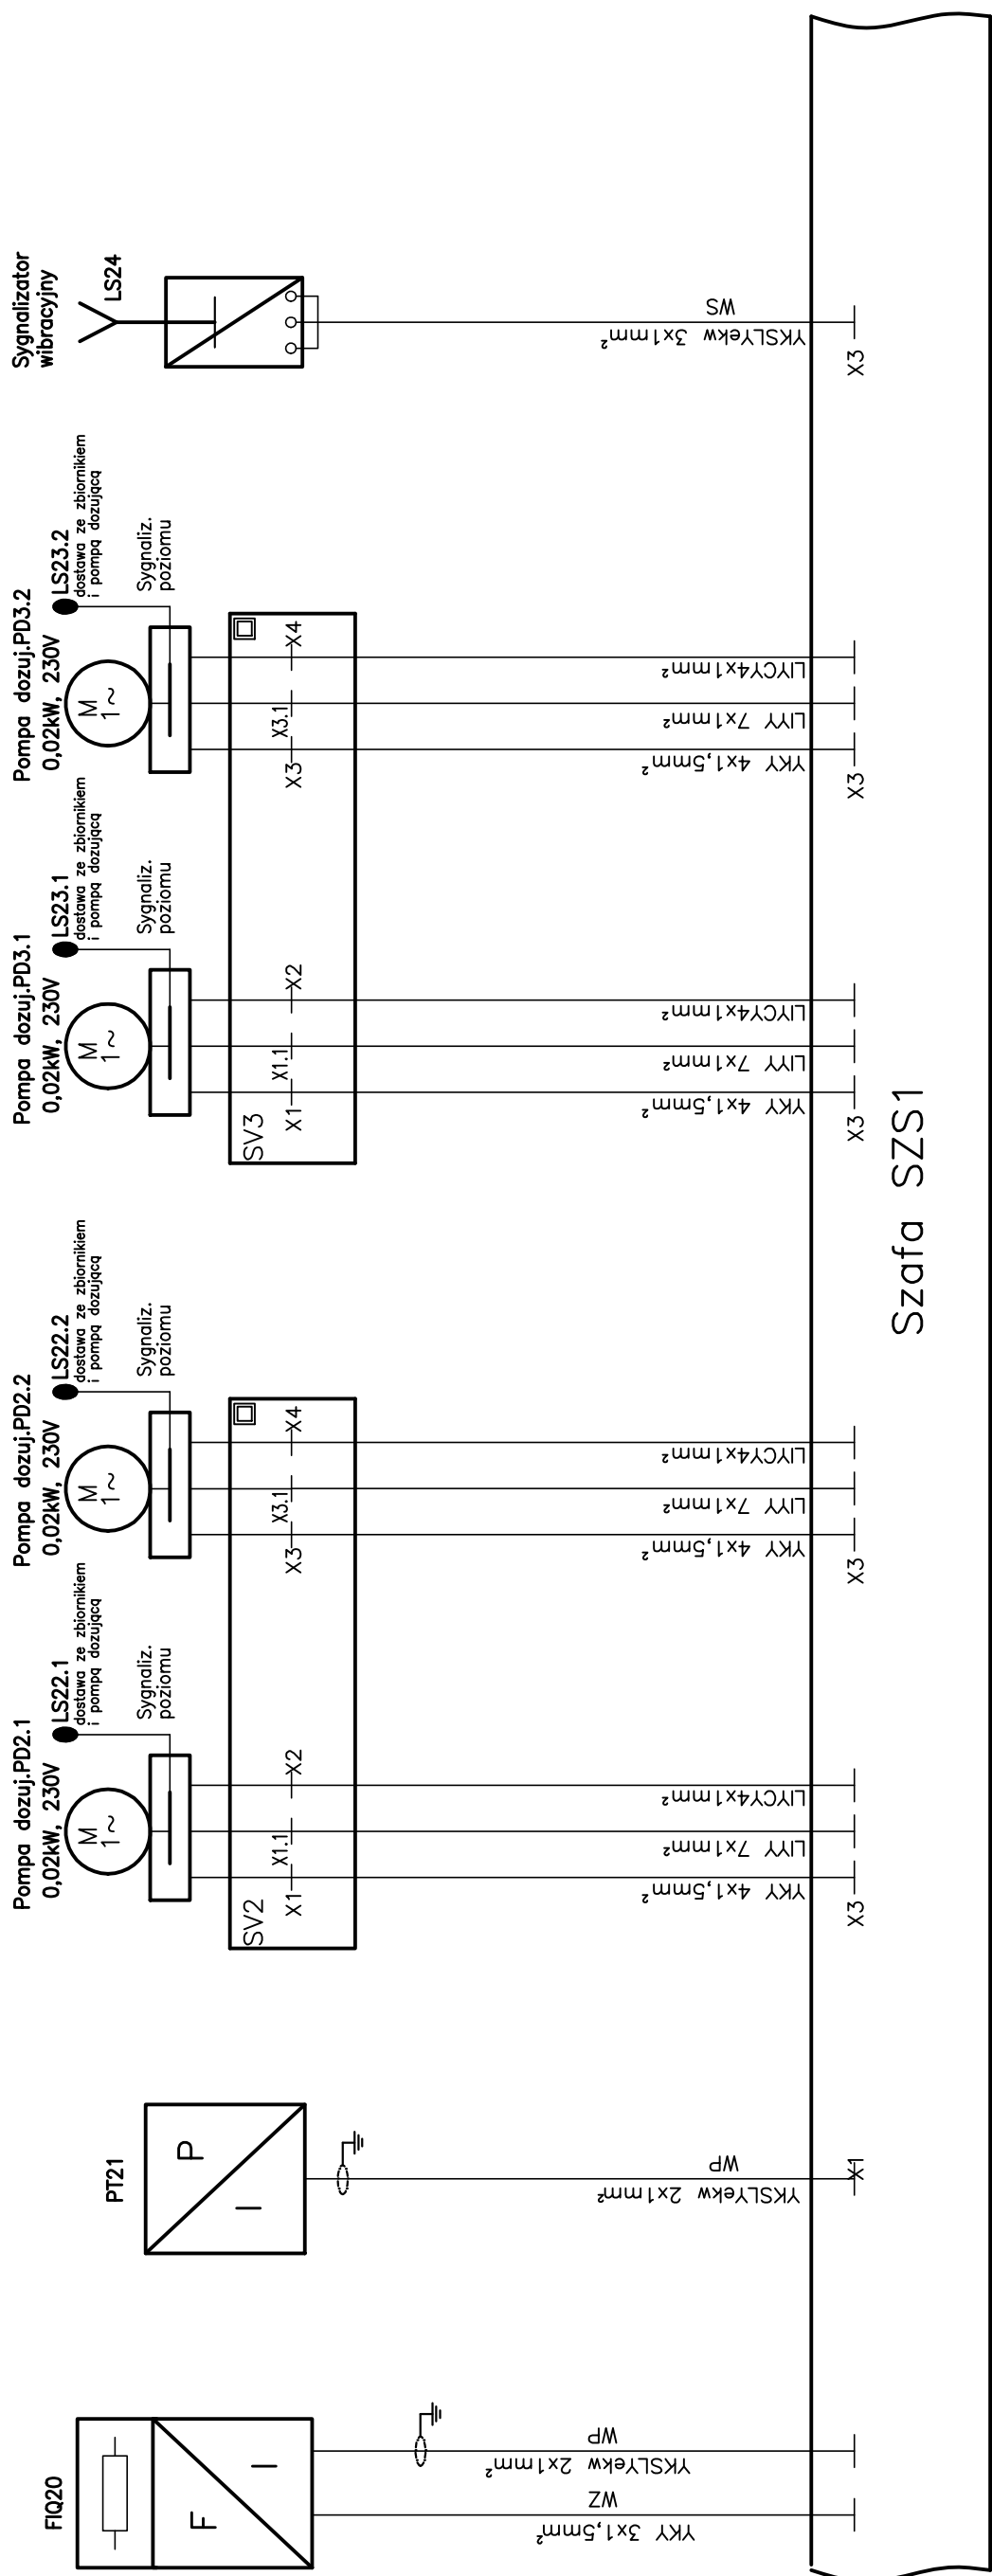 FIQ20
F
I
WZ
YKY 3x1,5mm²
WP
YKSLYekw 2x1mm²
PT21
P
I
WP
YKSLYekw 2x1mm²
X1
Pompa dozuj.PD2.1
0,02kW, 230V
LS22.1
dostawa ze zbiornikiem
i pompą dozującą
M
1~
Sygnaliz.
poziomu
SV2
X1
X1.1
X2
YKY 4x1,5mm²
LIYY 7x1mm²
LIYCY4x1mm²
X3
Pompa dozuj.PD2.2
0,02kW, 230V
LS22.2
dostawa ze zbiornikiem
i pompą dozującą
M
1~
Sygnaliz.
poziomu
X3
X3.1
X4
YKY 4x1,5mm²
LIYY 7x1mm²
LIYCY4x1mm²
X3
Pompa dozuj.PD3.1
0,02kW, 230V
LS23.1
dostawa ze zbiornikiem
i pompą dozującą
M
1~
Sygnaliz.
poziomu
SV3
X1
X1.1
X2
YKY 4x1,5mm²
LIYY 7x1mm²
LIYCY4x1mm²
X3
Pompa dozuj.PD3.2
0,02kW, 230V
LS23.2
dostawa ze zbiornikiem
i pompą dozującą
M
1~
Sygnaliz.
poziomu
X3
X3.1
X4
YKY 4x1,5mm²
LIYY 7x1mm²
LIYCY4x1mm²
X3
Sygnalizator
wibracyjny
LS24
WS
YKSLYekw 3x1mm²
X3
Szafa SZS1